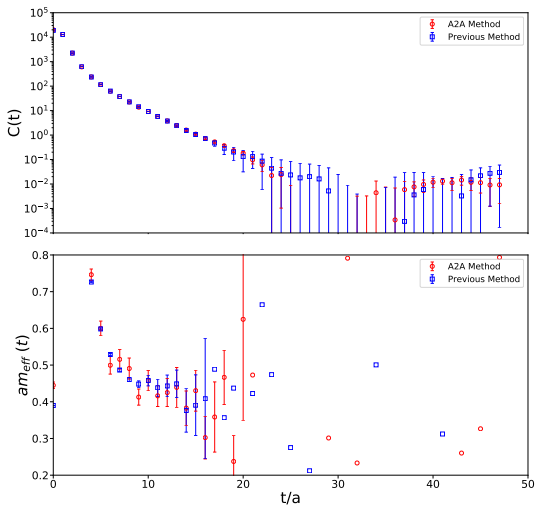 10^5
10^4
10^3
10^2
10^1
10^0
10^−1
10^−2
10^−3
10^−4
C(t)
A2A Method
Previous Method
0.8
0.7
0.6
0.5
0.4
0.3
0.2
am_eff (t)
A2A Method
Previous Method
0 10 20 30 40 50
t/a